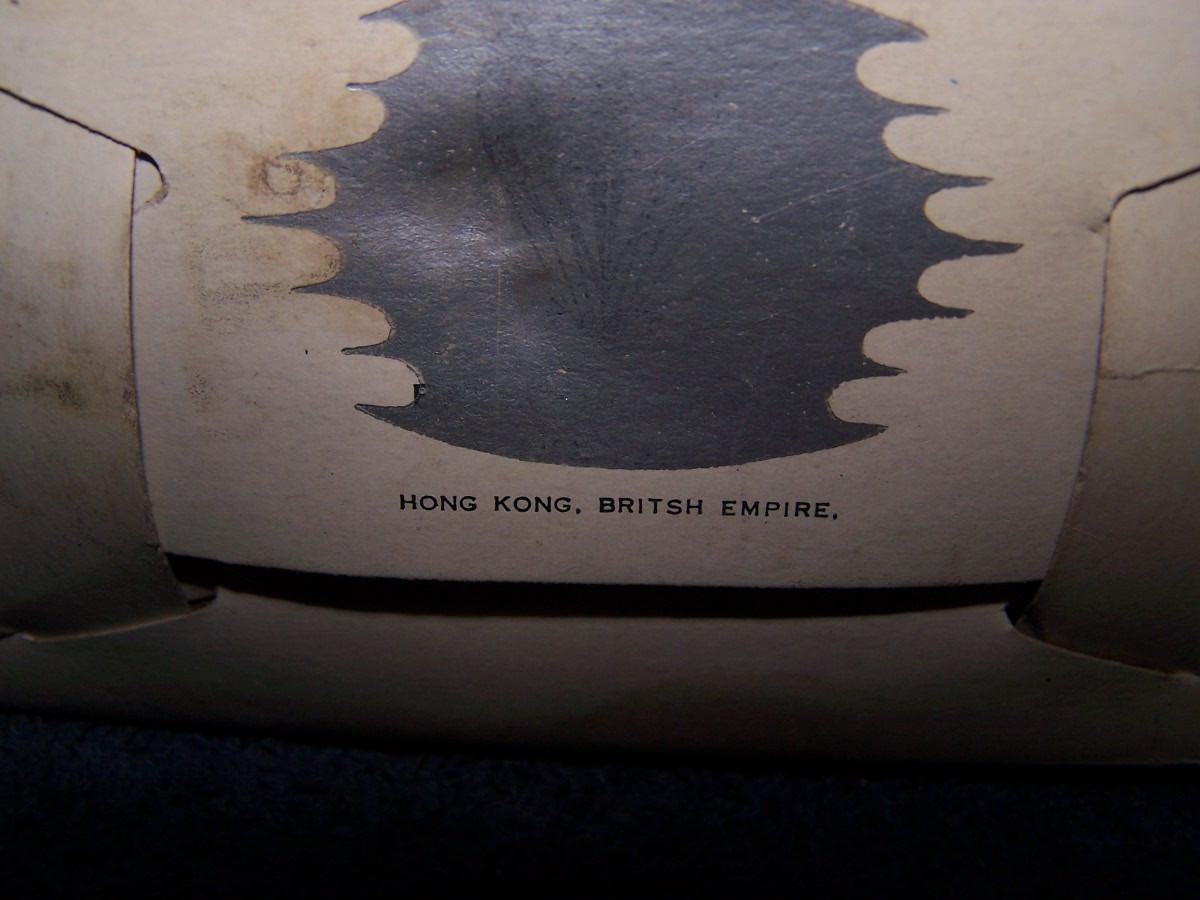 HONG KONG, BRITSH EMPIRE,